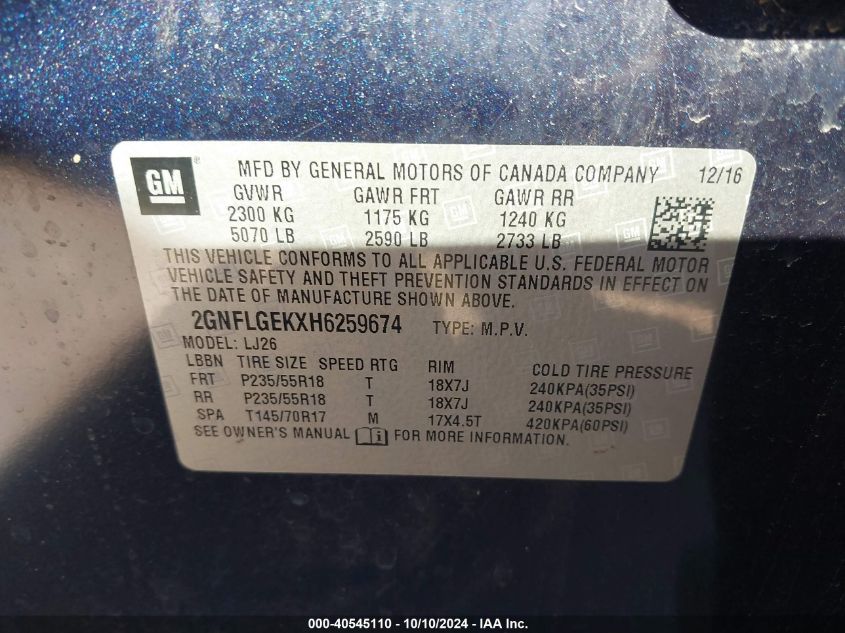 GM ® MFD BY GENERAL MOTORS OF CANADA COMPANY 12/16
GVWR GAWR FRT GAWR RR
2300 KG 1175 KG 1240 KG
5070 LB 2590 LB 2733 LB
THIS VEHICLE CONFORMS TO ALL APPLICABLE U.S. FEDERAL MOTOR
VEHICLE SAFETY AND THEFT PREVENTION STANDARDS IN EFFECT ON
THE DATE OF MANUFACTURE SHOWN ABOVE.
2GNFLGEKXH6259674 TYPE: M.P.V.
MODEL: LJ26
LBBN TIRE SIZE SPEED RTG RIM COLD TIRE PRESSURE
FRT P235/55R18 T 18X7J 240KPA(35PSI)
RR P235/55R18 T 18X7J 240KPA(35PSI)
SPA T145/70R17 M 17X4.5T 420KPA(60PSI)
SEE OWNER'S MANUAL FOR MORE INFORMATION.
000-40545110 - 10/10/2024 - IAA Inc.